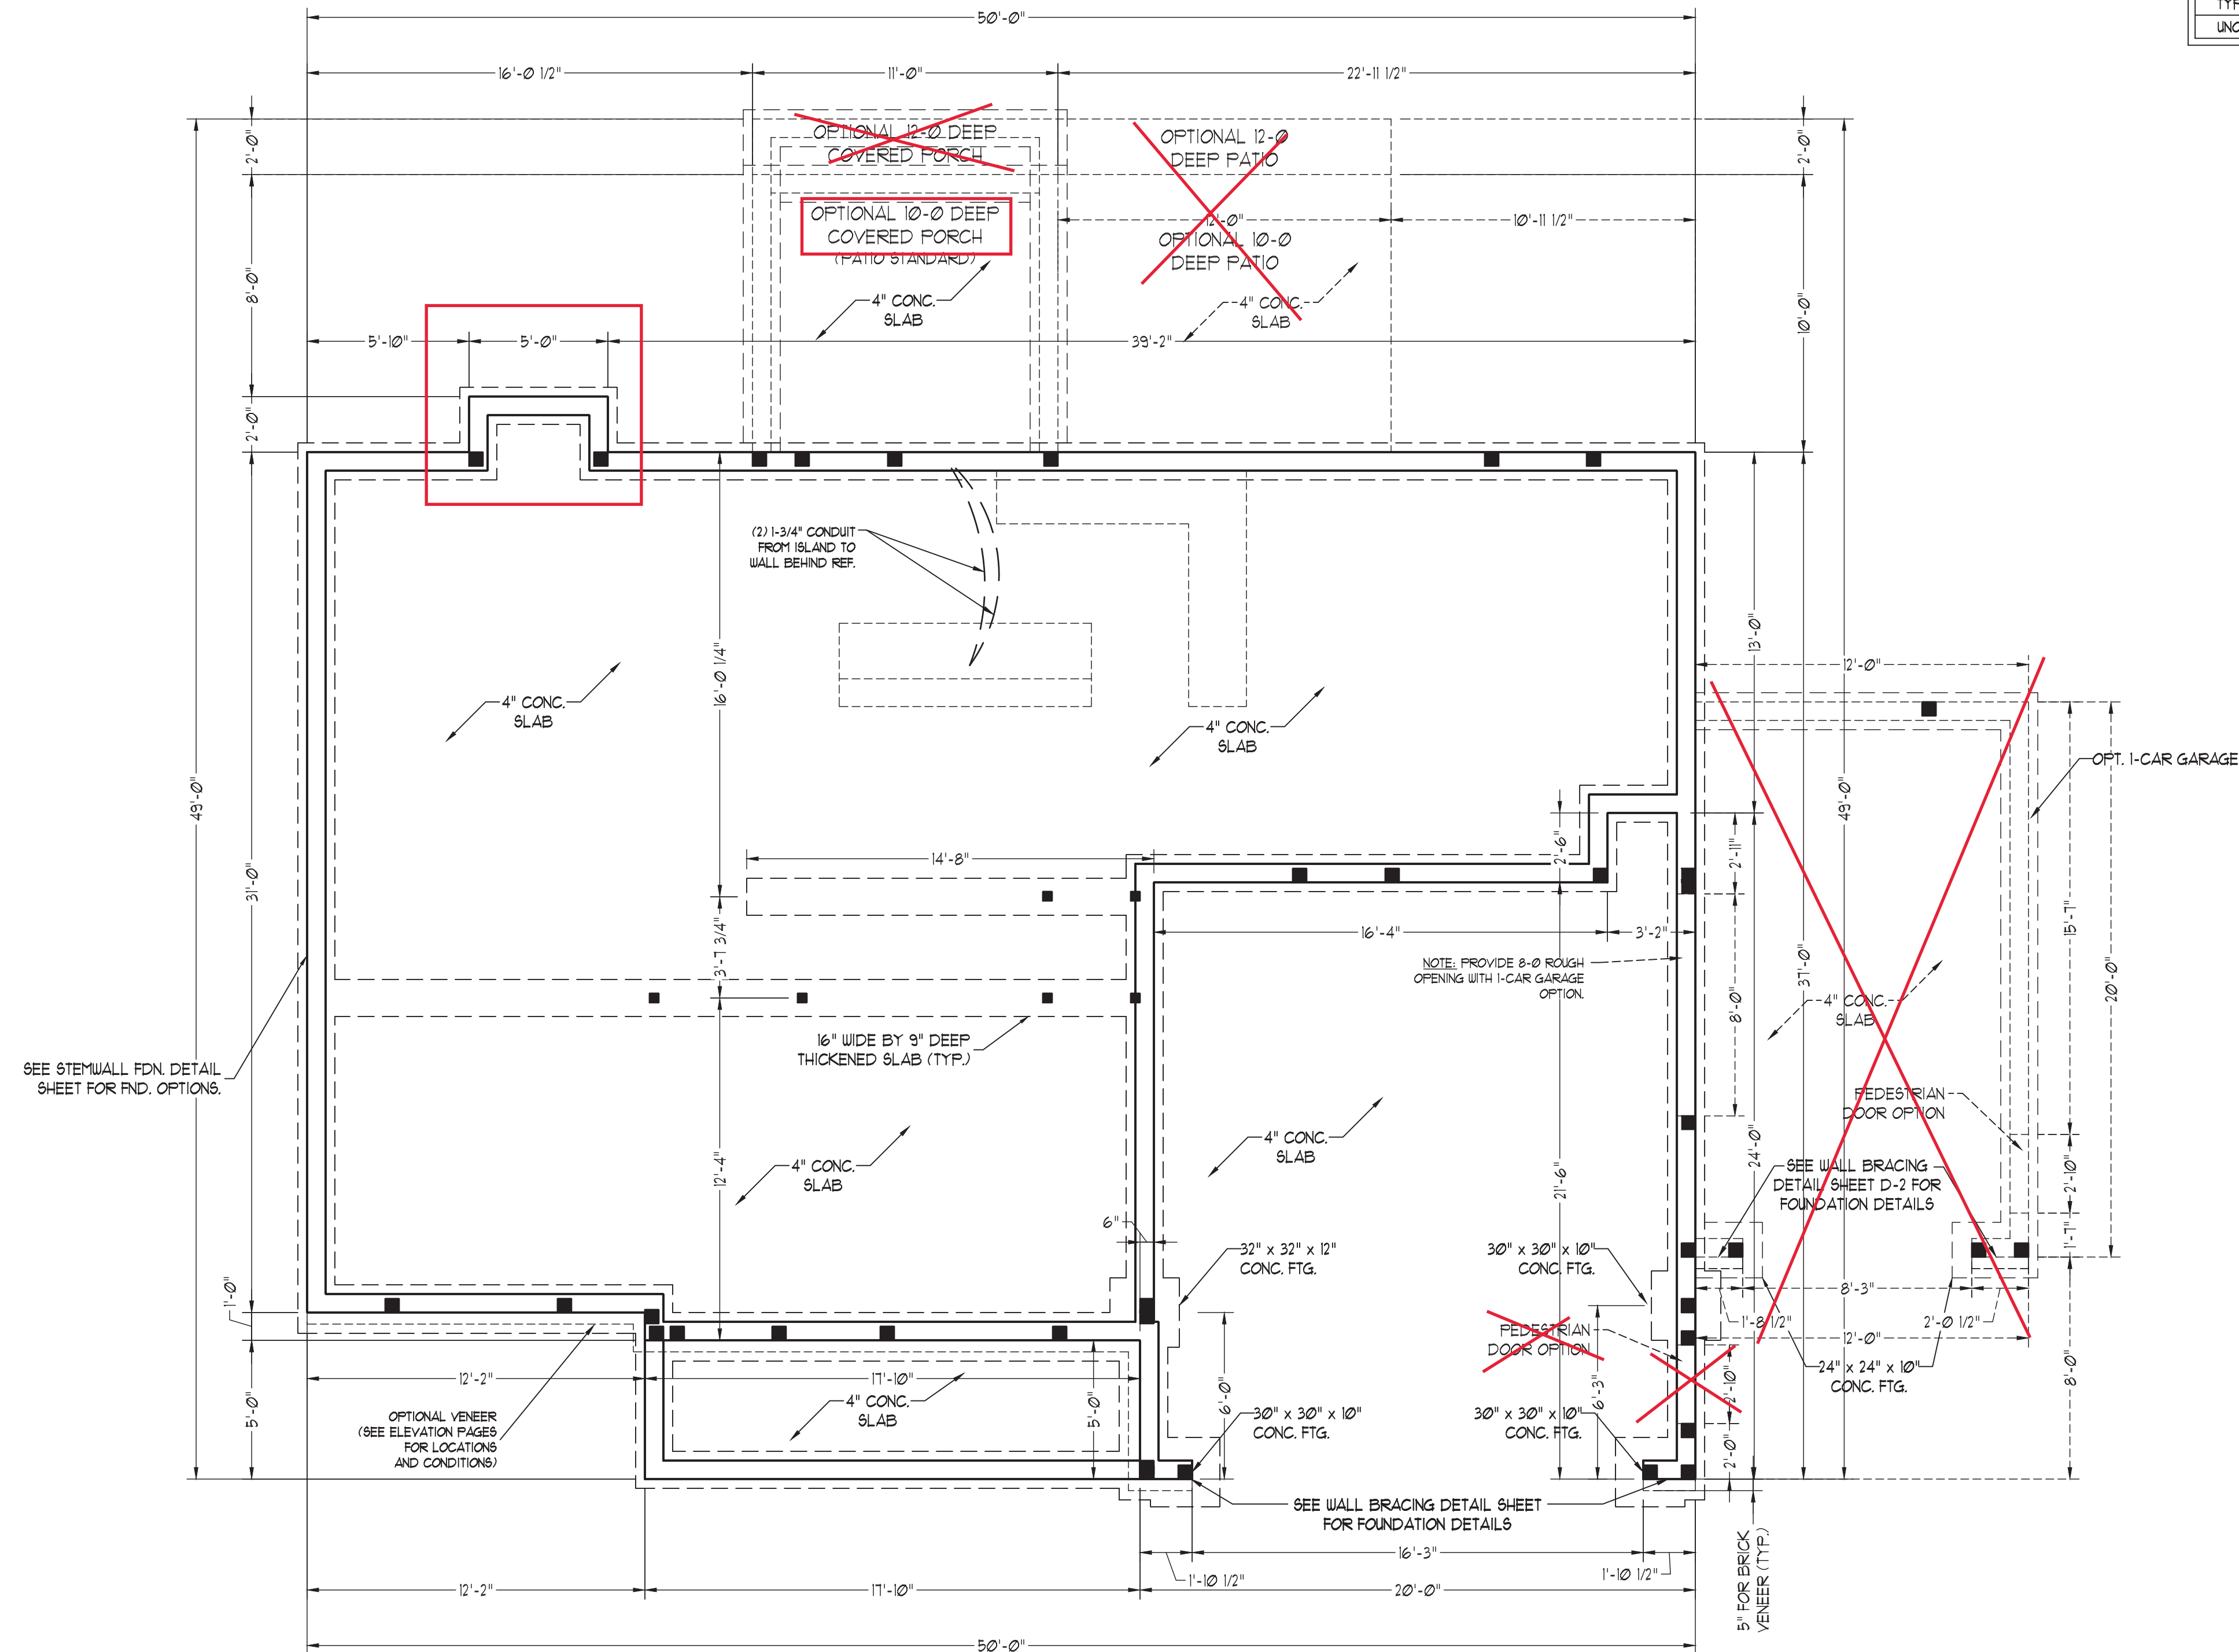 TYP
UNO
50'-0"
16'-0 1/2"
11'-0"
22'-11 1/2"
2'-0"
8'-0"
2'-0"
OPTIONAL 12-0 DEEP
COVERED PORCH
OPTIONAL 10-0 DEEP
COVERED PORCH
(PATIO STANDARD)
4" CONC.
SLAB
OPTIONAL 12-0
DEEP PATIO
12'-0"
10'-11 1/2"
OPTIONAL 10-0
DEEP PATIO
4" CONC.
SLAB
2'-0"
10'-0"
5'-10"
5'-0"
39'-2"
(2) 1-3/4" CONDUIT
FROM ISLAND TO
WALL BEHIND REF.
16'-0 1/4"
13'-0"
12'-0"
4" CONC.
SLAB
4" CONC.
SLAB
OPT. 1-CAR GARAGE
49'-0"
31'-0"
49'-0"
14'-8"
2'-6"
2'-11"
3'-7 3/4"
16'-4"
3'-2"
15'-7"
20'-0"
NOTE: PROVIDE 8-0 ROUGH
OPENING WITH 1-CAR GARAGE
OPTION.
37'-0"
8'-0"
4" CONC.
SLAB
16" WIDE BY 9" DEEP
THICKENED SLAB (TYP.)
SEE STEMWALL FDN. DETAIL
SHEET FOR FND. OPTIONS.
PEDESTRIAN
DOOR OPTION
4" CONC.
SLAB
4" CONC.
SLAB
12'-4"
21'-6"
24'-0"
2'-10"
SEE WALL BRACING
DETAIL SHEET D-2 FOR
FOUNDATION DETAILS
6"
1'-7"
32" x 32" x 12"
CONC. FTG.
30" x 30" x 10"
CONC. FTG.
1'-0"
8'-3"
1'-8 1/2"
2'-0 1/2"
12'-0"
PEDESTRIAN
DOOR OPTION
24" x 24" x 10"
CONC. FTG.
8'-0"
12'-2"
17'-10"
4" CONC.
SLAB
5'-0"
5'-0"
6'-0"
6'-3"
2'-10"
OPTIONAL VENEER
(SEE ELEVATION PAGES
FOR LOCATIONS
AND CONDITIONS)
30" x 30" x 10"
CONC. FTG.
30" x 30" x 10"
CONC. FTG.
2'-0"
SEE WALL BRACING DETAIL SHEET
FOR FOUNDATION DETAILS
5" FOR BRICK
VENEER (TYP.)
16'-3"
1'-10 1/2"
1'-10 1/2"
12'-2"
17'-10"
20'-0"
50'-0"